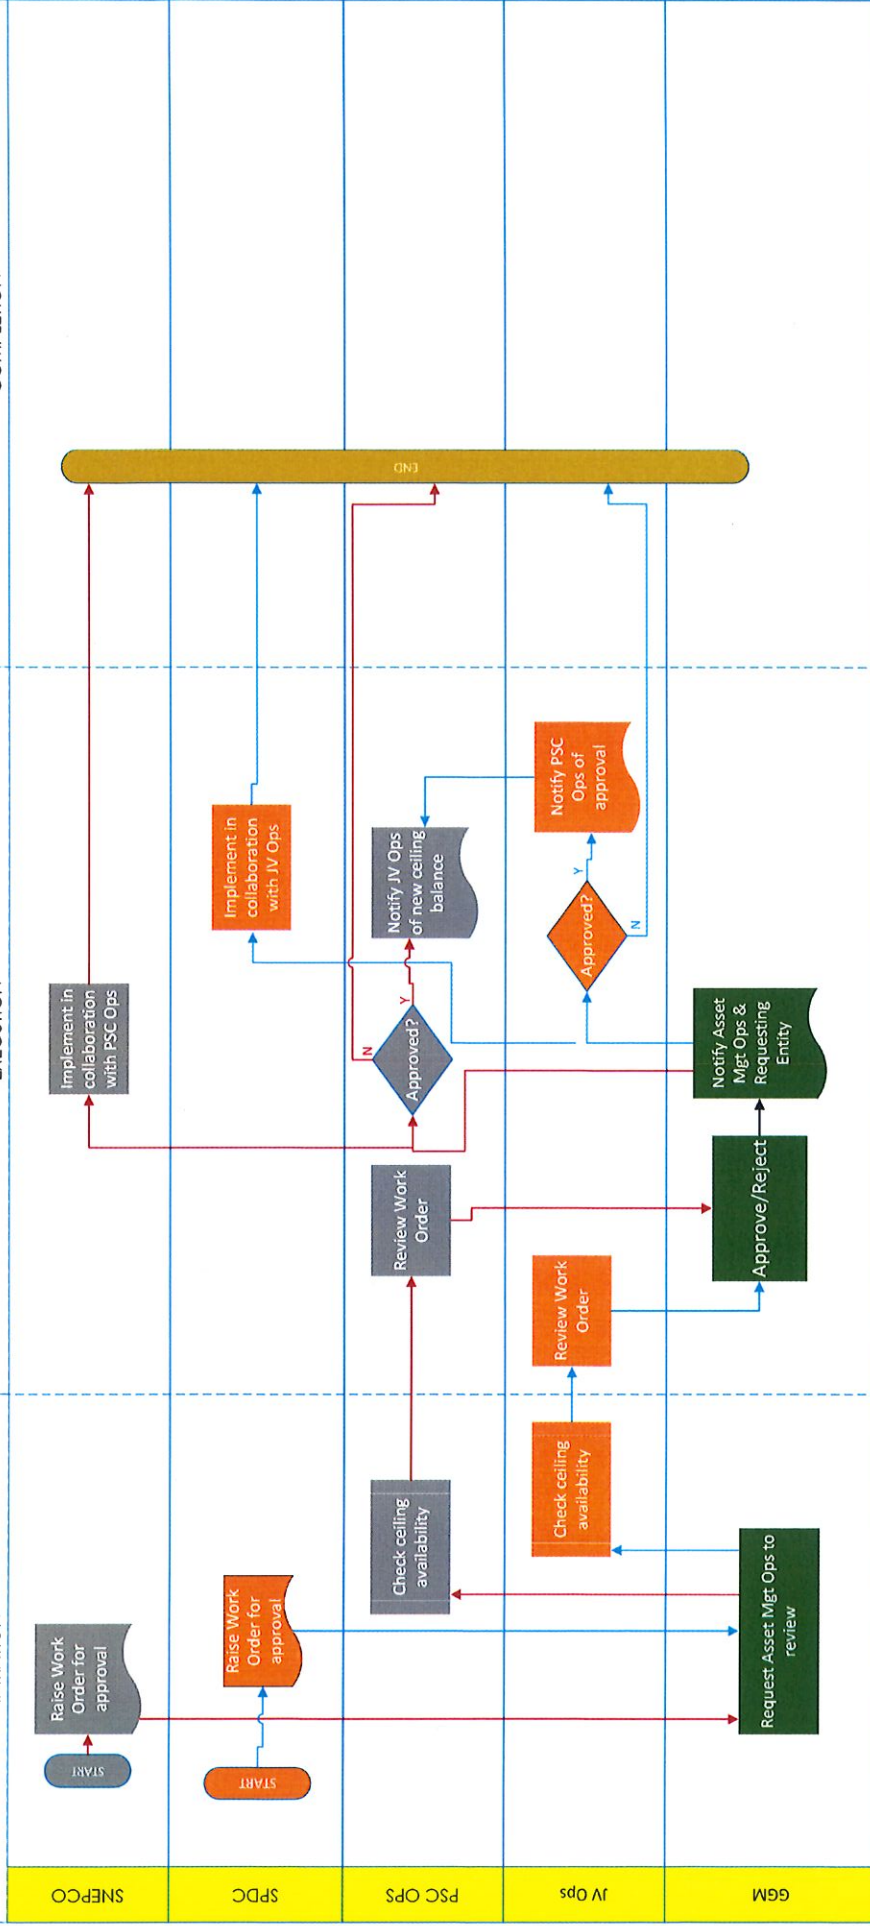 SNEPCO
START
Raise Work
Order for
approval
Implement in
collaboration
with PSC Ops
SPDC
START
Raise Work
Order for
approval
Implement in
collaboration
with JV Ops
PSC OPS
Check ceiling
availability
Review Work
Order
Approved?
N
Y
Notify JV Ops
of new ceiling
balance
END
JV Ops
Check ceiling
availability
Review Work
Order
Approved?
Y
N
Notify PSC
Ops of
approval
GGM
Request Asset Mgt Ops to
review
Approve/Reject
Notify Asset
Mgt Ops &
Requesting
Entity